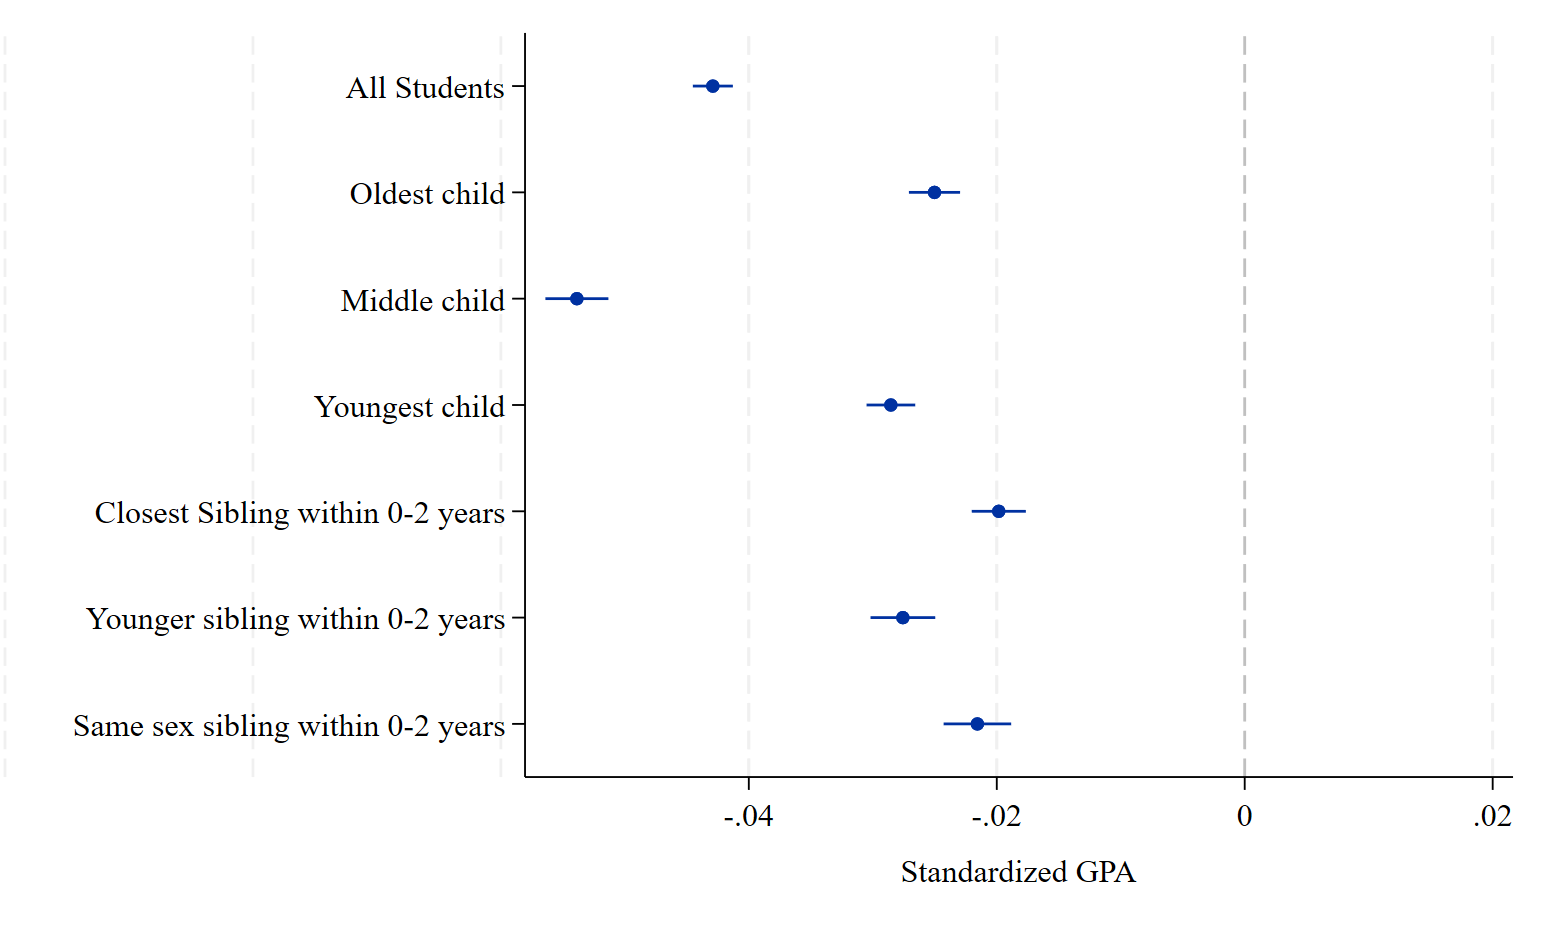 All Students
Oldest child
Middle child
Youngest child
Closest Sibling within 0-2 years
Younger sibling within 0-2 years
Same sex sibling within 0-2 years
-.04 -.02 0 .02
Standardized GPA